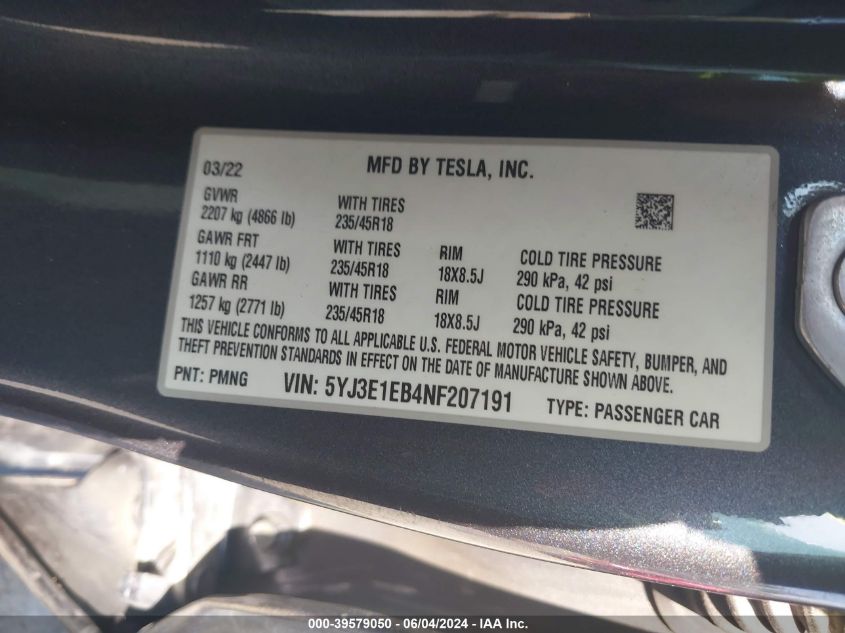 03/22 MFD BY TESLA, INC.
GVWR WITH TIRES
2207 kg (4866 lb) 235/45R18
GAWR FRT WITH TIRES RIM COLD TIRE PRESSURE
1110 kg (2447 lb) 235/45R18 18X8.5J 290 kPa, 42 psi
GAWR RR WITH TIRES RIM COLD TIRE PRESSURE
1257 kg (2771 lb) 235/45R18 18X8.5J 290 kPa, 42 psi
THIS VEHICLE CONFORMS TO ALL APPLICABLE U.S. FEDERAL MOTOR VEHICLE SAFETY, BUMPER, AND
THEFT PREVENTION STANDARDS IN EFFECT ON THE DATE OF MANUFACTURE SHOWN ABOVE.
PNT: PMNG VIN: 5YJ3E1EB4NF207191 TYPE: PASSENGER CAR
000-39579050 - 06/04/2024 - IAA Inc.